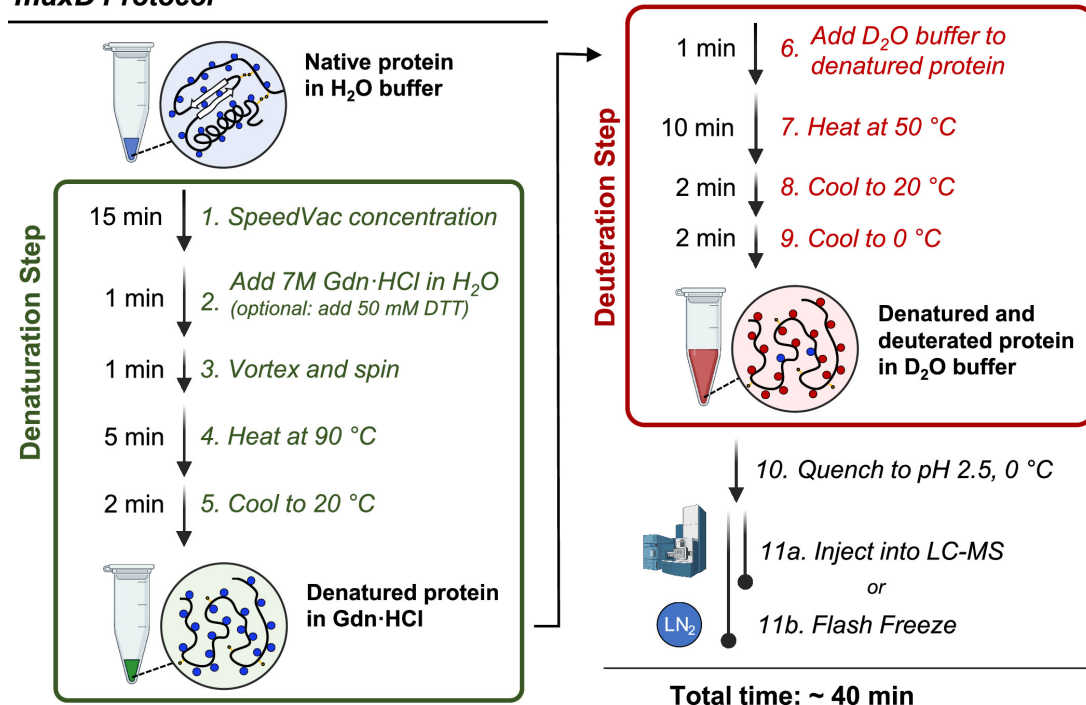 maxD Protocol
Native protein
in H₂O buffer
Denaturation Step
15 min
1. SpeedVac concentration
1 min
2. Add 7M Gdn·HCl in H₂O
(optional: add 50 mM DTT)
1 min
3. Vortex and spin
5 min
4. Heat at 90 °C
2 min
5. Cool to 20 °C
Denatured protein
in Gdn·HCl
Deuteration Step
1 min
6. Add D₂O buffer to
denatured protein
10 min
7. Heat at 50 °C
2 min
8. Cool to 20 °C
2 min
9. Cool to 0 °C
Denatured and
deuterated protein
in D₂O buffer
10. Quench to pH 2.5, 0 °C
11a. Inject into LC-MS
or
LN₂
11b. Flash Freeze
Total time: ~ 40 min